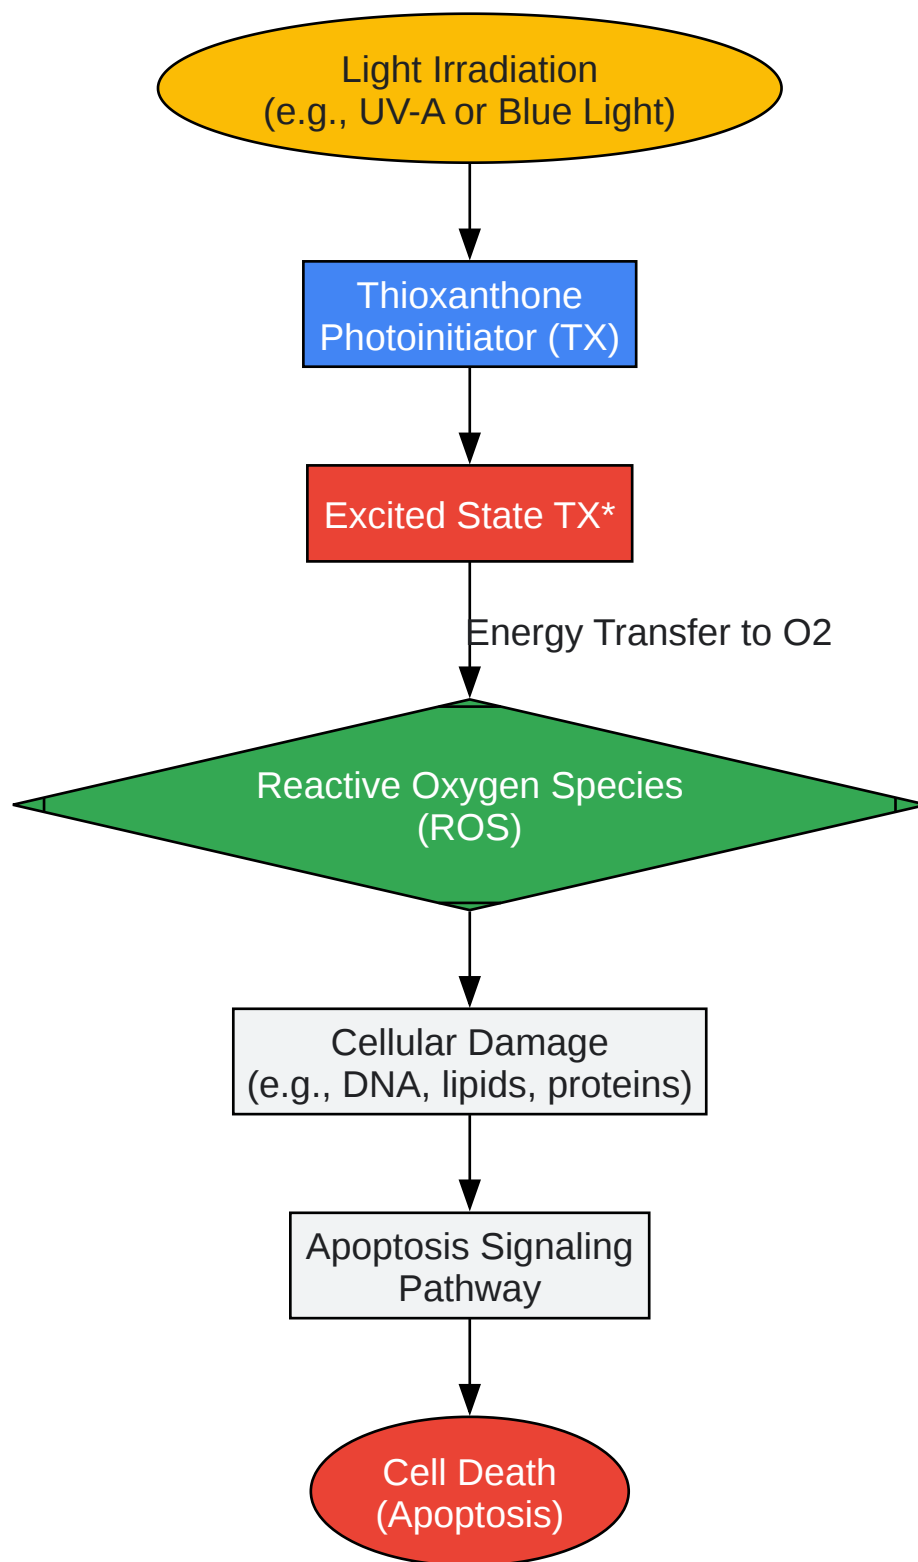 Light Irradiation
(e.g., UV-A or Blue Light)
Thioxanthone
Photoinitiator (TX)
Excited State TX*
Energy Transfer to O2
Reactive Oxygen Species
(ROS)
Cellular Damage
(e.g., DNA, lipids, proteins)
Apoptosis Signaling
Pathway
Cell Death
(Apoptosis)